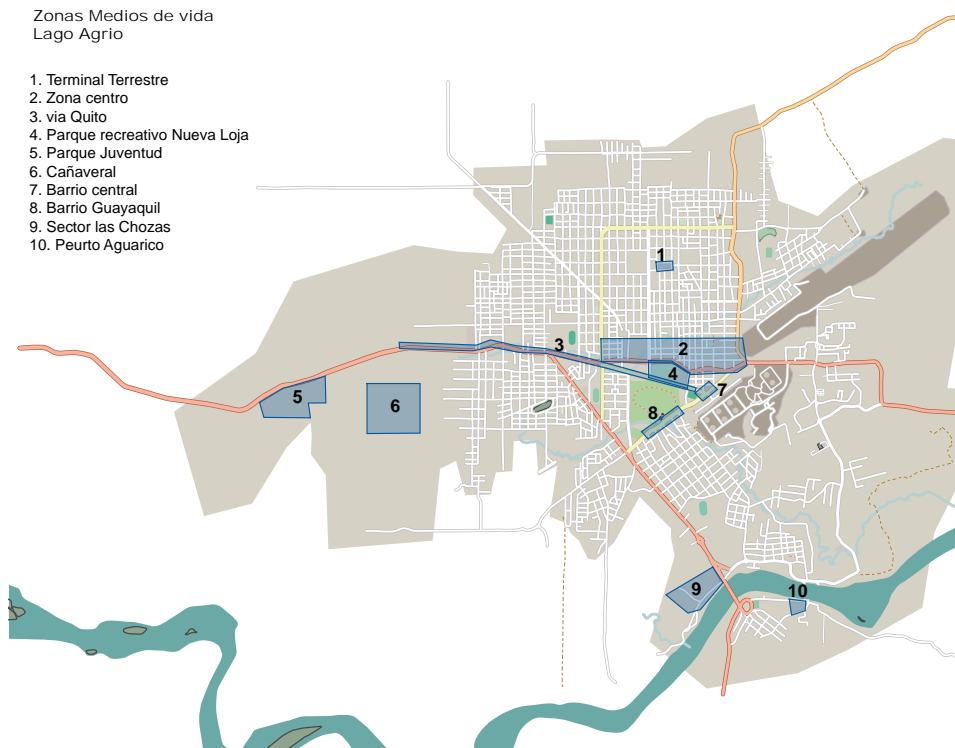 Zonas Medios de vida
Lago Agrio
1. Terminal Terrestre
2. Zona centro
3. via Quito
4. Parque recreativo Nueva Loja
5. Parque Juventud
6. Cañaveral
7. Barrio central
8. Barrio Guayaquil
9. Sector las Chozas
10. Peurto Aguarico
1
2
3
4
7
5
6
8
9
10